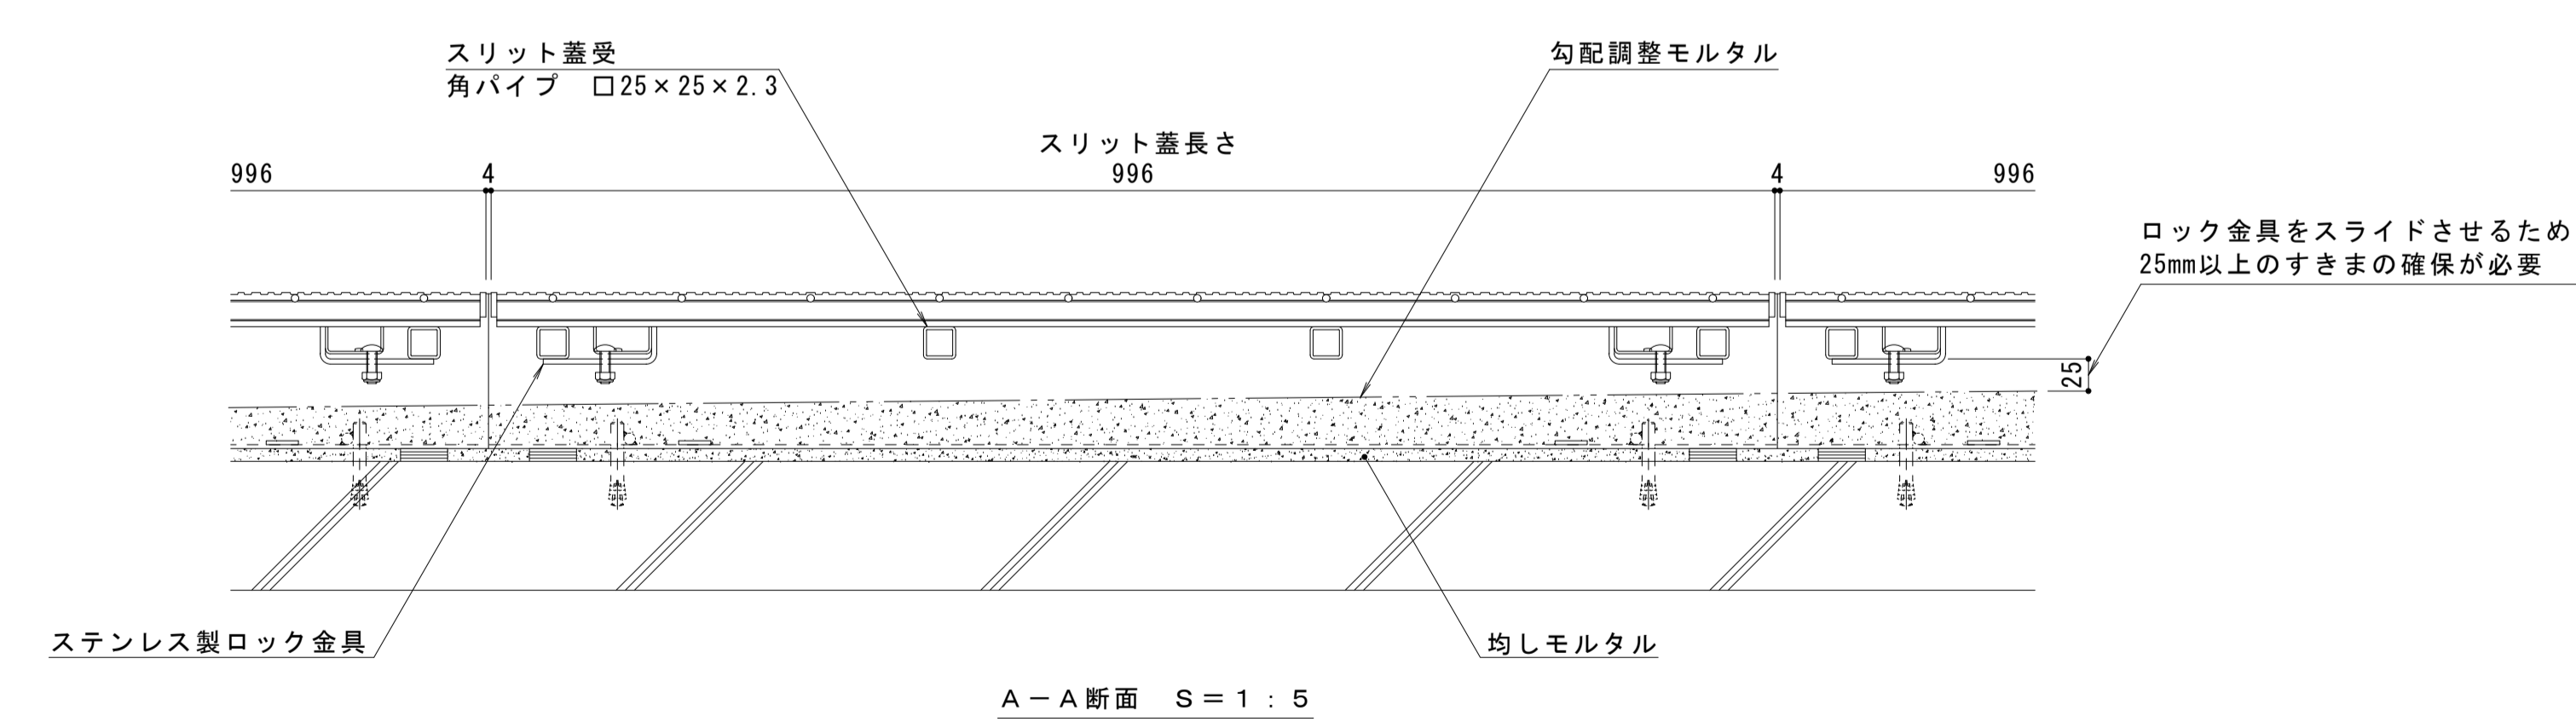 スリット蓋受
角パイプ　□25×25×2.3
勾配調整モルタル
スリット蓋長さ
996 4 996 4 996
ロック金具をスライドさせるため
25mm以上のすきまの確保が必要
25
ステンレス製ロック金具
均しモルタル
A－A断面　S＝1：5